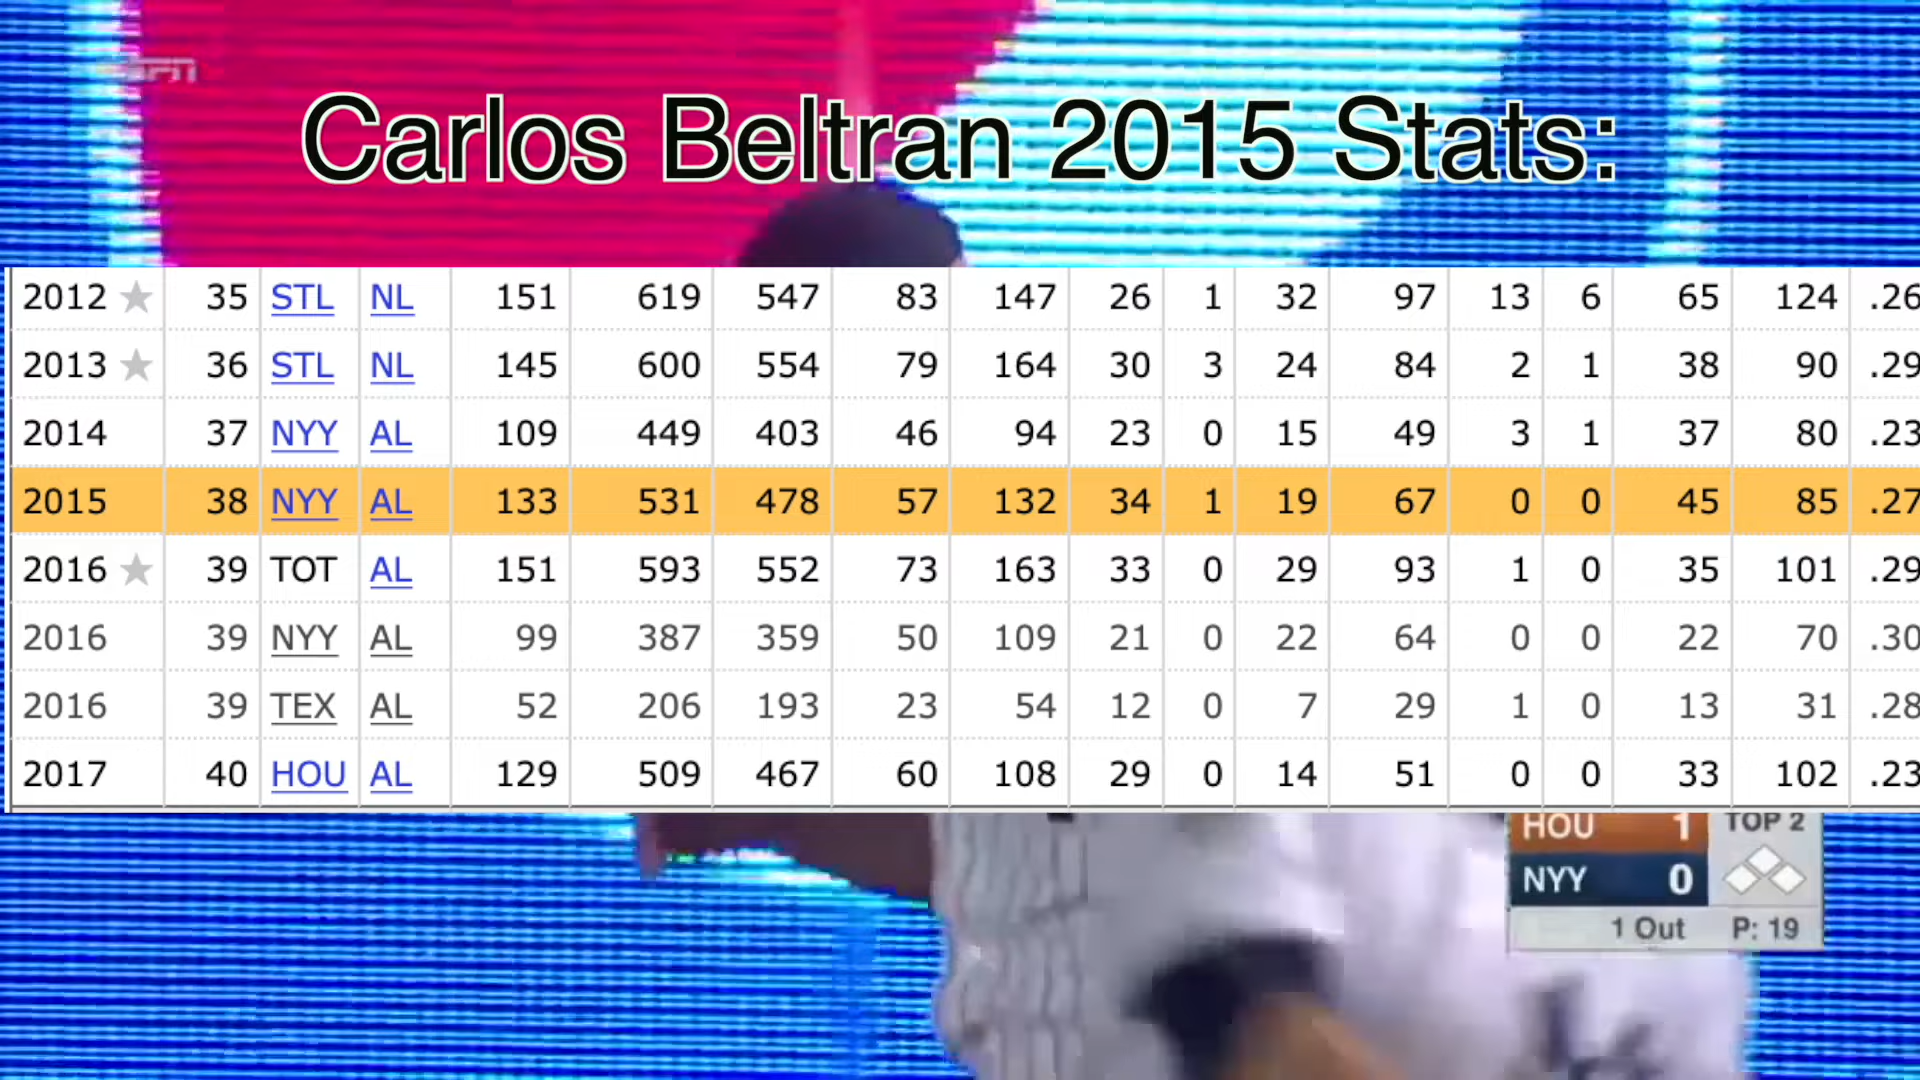 ESPN
Carlos Beltran 2015 Stats:
2012 ★ 35 STL NL 151 619 547 83 147 26 1 32 97 13 6 65 124 .26
2013 ★ 36 STL NL 145 600 554 79 164 30 3 24 84 2 1 38 90 .29
2014 37 NYY AL 109 449 403 46 94 23 0 15 49 3 1 37 80 .23
2015 38 NYY AL 133 531 478 57 132 34 1 19 67 0 0 45 85 .27
2016 ★ 39 TOT AL 151 593 552 73 163 33 0 29 93 1 0 35 101 .29
2016 39 NYY AL 99 387 359 50 109 21 0 22 64 0 0 22 70 .30
2016 39 TEX AL 52 206 193 23 54 12 0 7 29 1 0 13 31 .28
2017 40 HOU AL 129 509 467 60 108 29 0 14 51 0 0 33 102 .23
HOU 1 TOP 2
NYY 0
1 Out P: 19